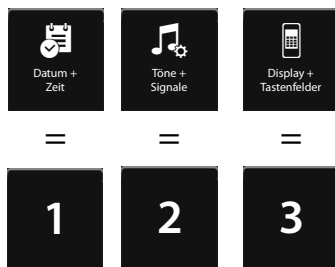 Datum +
Zeit
Töne +
Signale
Display +
Tastenfelder
= = =
1 2 3